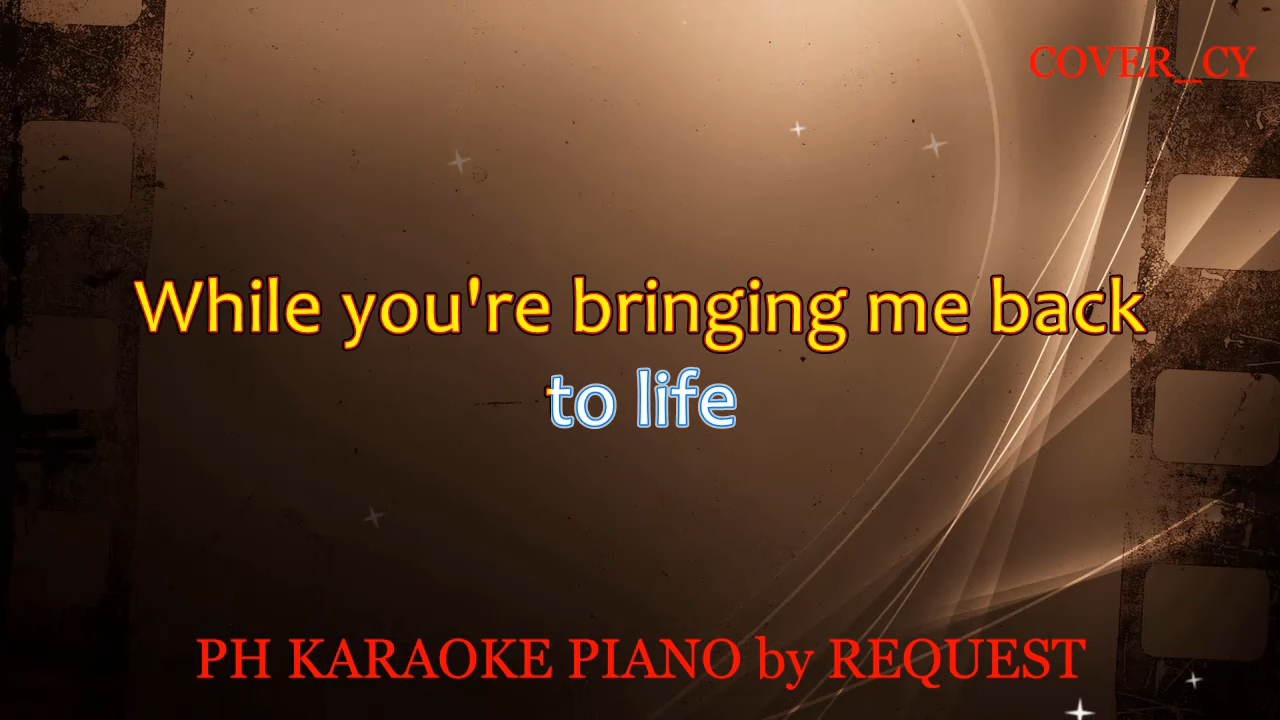 COVER_CY
While you're bringing me back
to life
PH KARAOKE PIANO by REQUEST